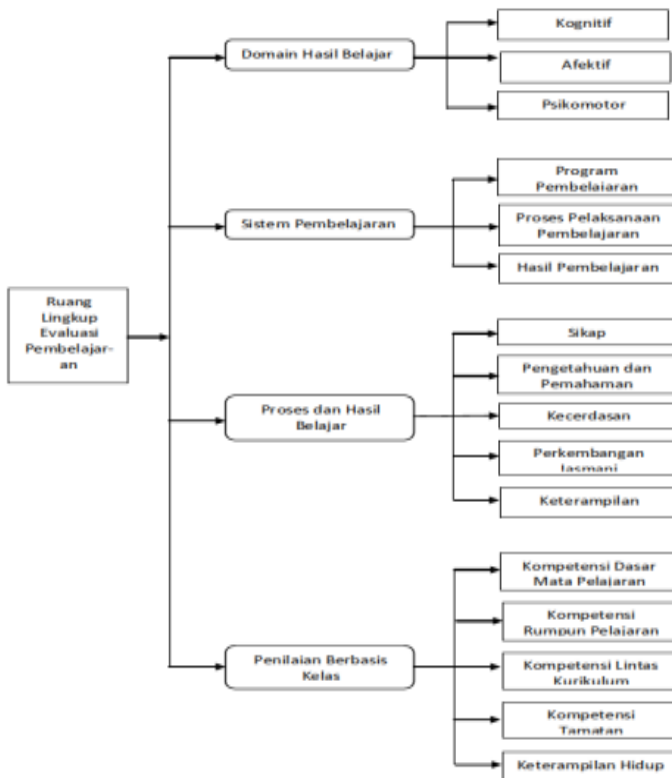 Kognitif
Domain Hasil Belajar
Afektif
Psikomotor
Program
Pembelajaran
Sistem Pembelajaran
Proses Pelaksanaan
Pembelajaran
Hasil Pembelajaran
Ruang
Lingkup
Evaluasi
Pembelajar-
an
Sikap
Pengetahuan dan
Pemahaman
Proses dan Hasil
Belajar
Kecerdasan
Perkembangan
Jasmani
Keterampilan
Kompetensi Dasar
Mata Pelajaran
Kompetensi
Rumpun Pelajaran
Penilaian Berbasis
Kelas
Kompetensi Lintas
Kurikulum
Kompetensi
Tamatan
Keterampilan Hidup